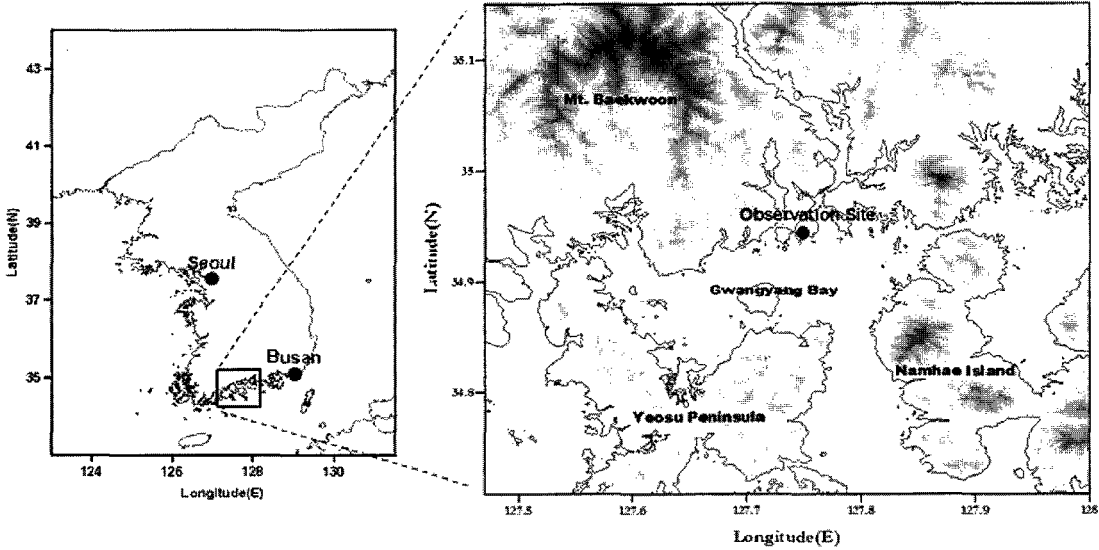 43
41
39
37
35
Latitude(N)
Seoul
Busan
124
126
128
130
Longitude(E)
35.1
35
34.9
34.8
Latitude(N)
Mt. Baekwoon
Observation Site
Gwangyang Bay
Namhae Island
Yeosu Peninsula
127.5
127.6
127.7
127.8
127.9
128
Longitude(E)